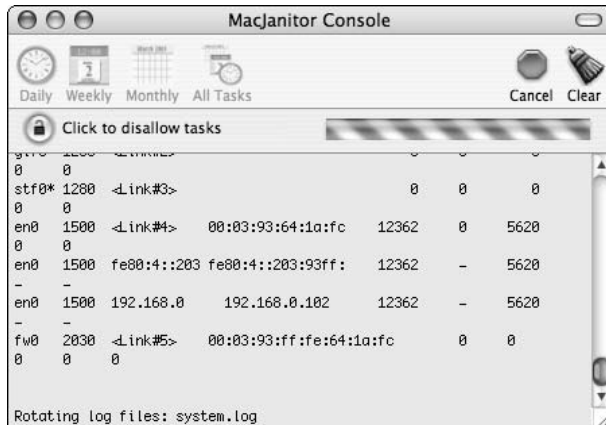 MacJanitor Console
Daily Weekly Monthly All Tasks Cancel Clear
Click to disallow tasks
0 0
stf0* 1280 <Link#3> 0 0 0
0 0
en0 1500 <Link#4> 00:03:93:64:1a:fc 12362 0 5620
0 0
en0 1500 fe80:4::203 fe80:4::203:93ff: 12362 - 5620
- -
en0 1500 192.168.0 192.168.0.102 12362 - 5620
- -
fw0 2030 <Link#5> 00:03:93:ff:fe:64:1a:fc 0 0
0 0 0
Rotating log files: system.log